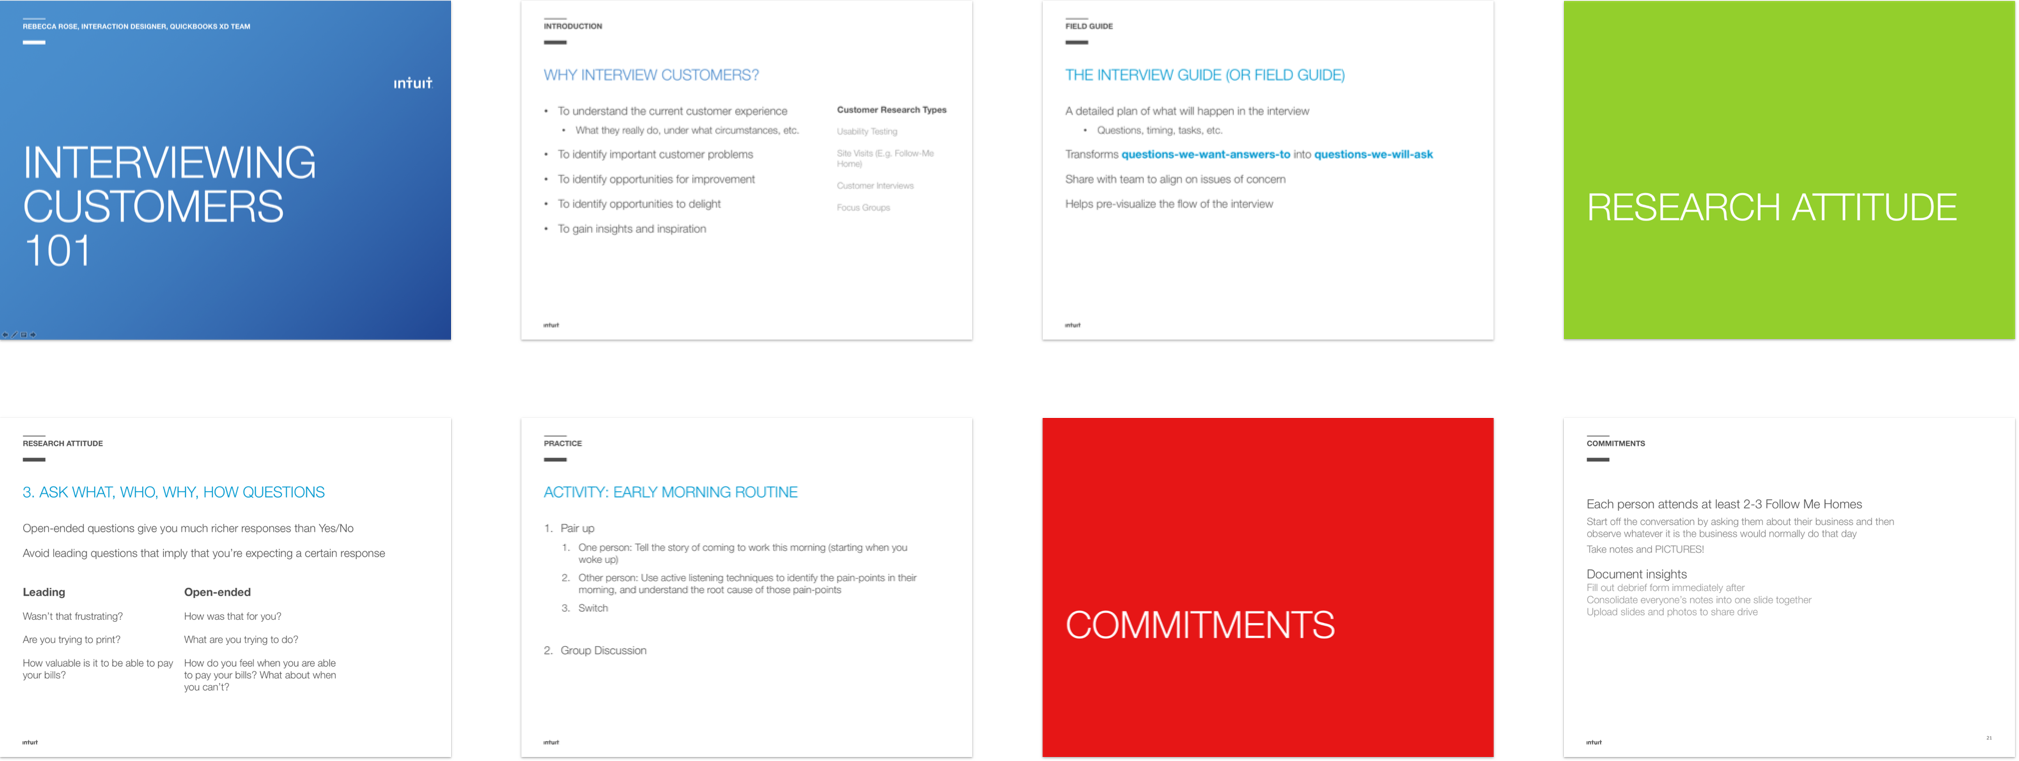 REBECCA ROSE, INTERACTION DESIGNER, QUICKBOOKS XD TEAM
intuit
INTERVIEWING
CUSTOMERS
101
INTRODUCTION
WHY INTERVIEW CUSTOMERS?
• To understand the current customer experience
• What they really do, under what circumstances, etc.
• To identify important customer problems
• To identify opportunities for improvement
• To identify opportunities to delight
• To gain insights and inspiration
Customer Research Types
Usability Testing
Site Visits (E.g. Follow-Me
Home)
Customer Interviews
Focus Groups
intuit
FIELD GUIDE
THE INTERVIEW GUIDE (OR FIELD GUIDE)
A detailed plan of what will happen in the interview
• Questions, timing, tasks, etc.
Transforms questions-we-want-answers-to into questions-we-will-ask
Share with team to align on issues of concern
Helps pre-visualize the flow of the interview
intuit
RESEARCH ATTITUDE
RESEARCH ATTITUDE
3. ASK WHAT, WHO, WHY, HOW QUESTIONS
Open-ended questions give you much richer responses than Yes/No
Avoid leading questions that imply that you're expecting a certain response
Leading
Wasn't that frustrating?
Are you trying to print?
How valuable is it to be able to pay
your bills?
Open-ended
How was that for you?
What are you trying to do?
How do you feel when you are able
to pay your bills? What about when
you can't?
intuit
PRACTICE
ACTIVITY: EARLY MORNING ROUTINE
1. Pair up
1. One person: Tell the story of coming to work this morning (starting when you
woke up)
2. Other person: Use active listening techniques to identify the pain-points in their
morning, and understand the root cause of those pain-points
3. Switch
2. Group Discussion
intuit
COMMITMENTS
COMMITMENTS
Each person attends at least 2-3 Follow Me Homes
Start off the conversation by asking them about their business and then
observe whatever it is the business would normally do that day
Take notes and PICTURES!
Document insights
Fill out debrief form immediately after
Consolidate everyone's notes into one slide together
Upload slides and photos to share drive
intuit